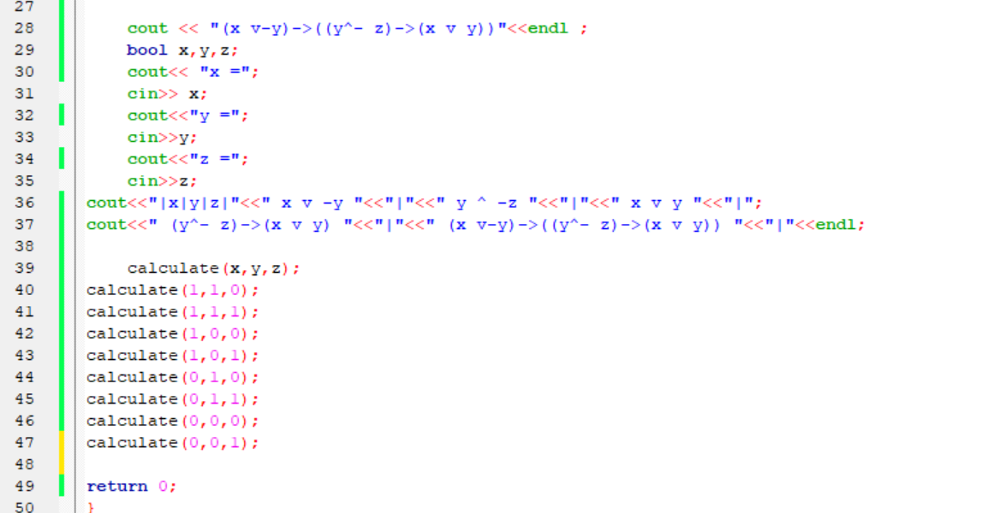 27
28 cout << "(x v-y)->((y^- z)->(x v y))"<<endl ;
29 bool x,y,z;
30 cout<< "x =";
31 cin>> x;
32 cout<<"y =";
33 cin>>y;
34 cout<<"z =";
35 cin>>z;
36 cout<<"|x|y|z|"<<" x v -y "<<"|"<<" y ^ -z "<<"|"<<" x v y "<<"|";
37 cout<<" (y^- z)->(x v y) "<<"|"<<" (x v-y)->((y^- z)->(x v y)) "<<"|"<<endl;
38
39 calculate(x,y,z);
40 calculate(1,1,0);
41 calculate(1,1,1);
42 calculate(1,0,0);
43 calculate(1,0,1);
44 calculate(0,1,0);
45 calculate(0,1,1);
46 calculate(0,0,0);
47 calculate(0,0,1);
48
49 return 0;
50 }